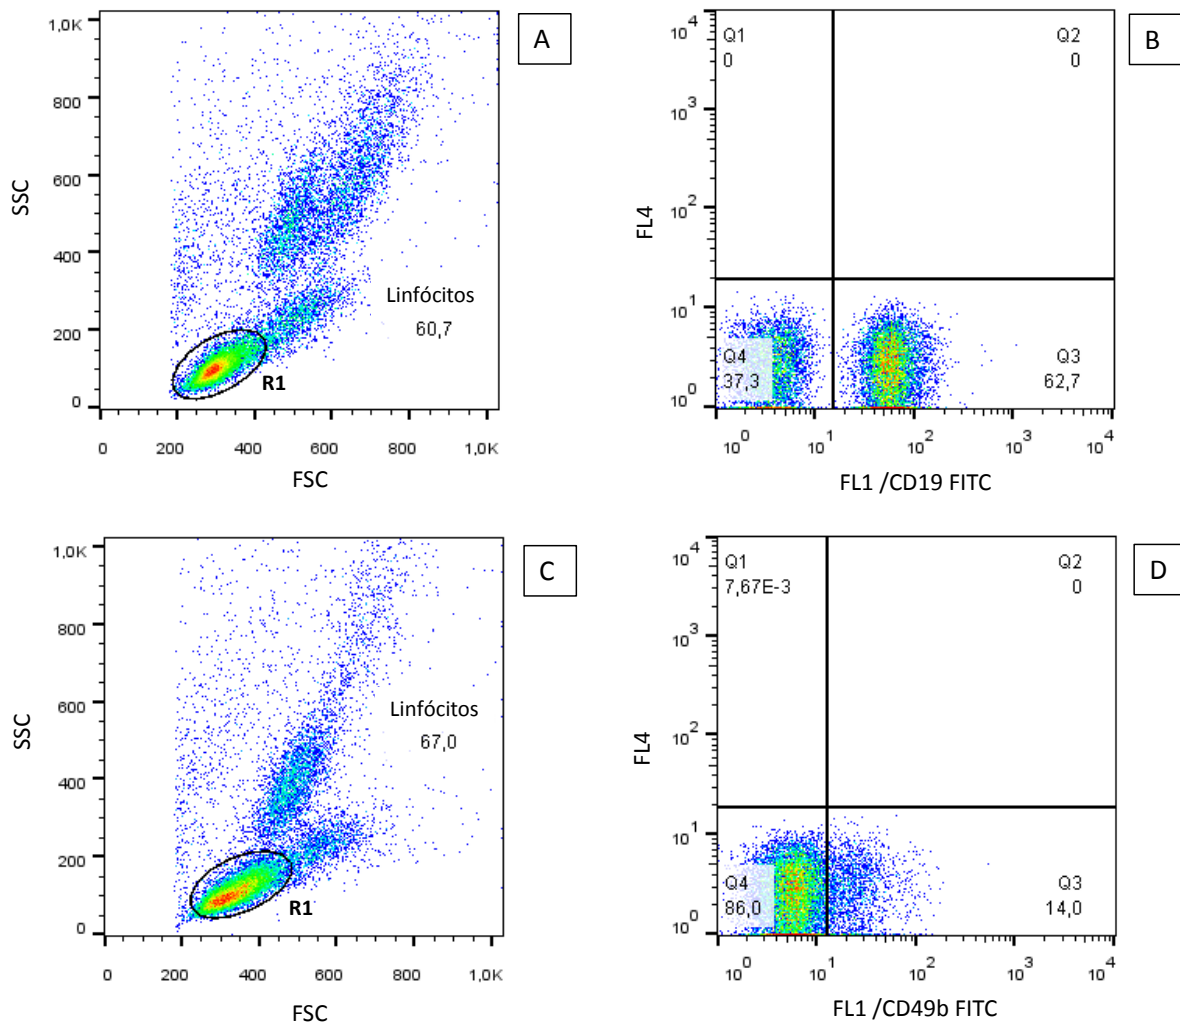 A
1,0K
800
600
400
200
0
SSC
Linfócitos
60,7
R1
0
200
400
600
800
1,0K
FSC
B
Q1
0
Q2
0
10^4
10^3
10^2
10^1
10^0
FL4
Q4
37,3
Q3
62,7
10^0
10^1
10^2
10^3
10^4
FL1 /CD19 FITC
C
1,0K
800
600
400
200
0
SSC
Linfócitos
67,0
R1
0
200
400
600
800
1,0K
FSC
D
Q1
7,67E-3
Q2
0
10^4
10^3
10^2
10^1
10^0
FL4
Q4
86,0
Q3
14,0
10^0
10^1
10^2
10^3
10^4
FL1 /CD49b FITC